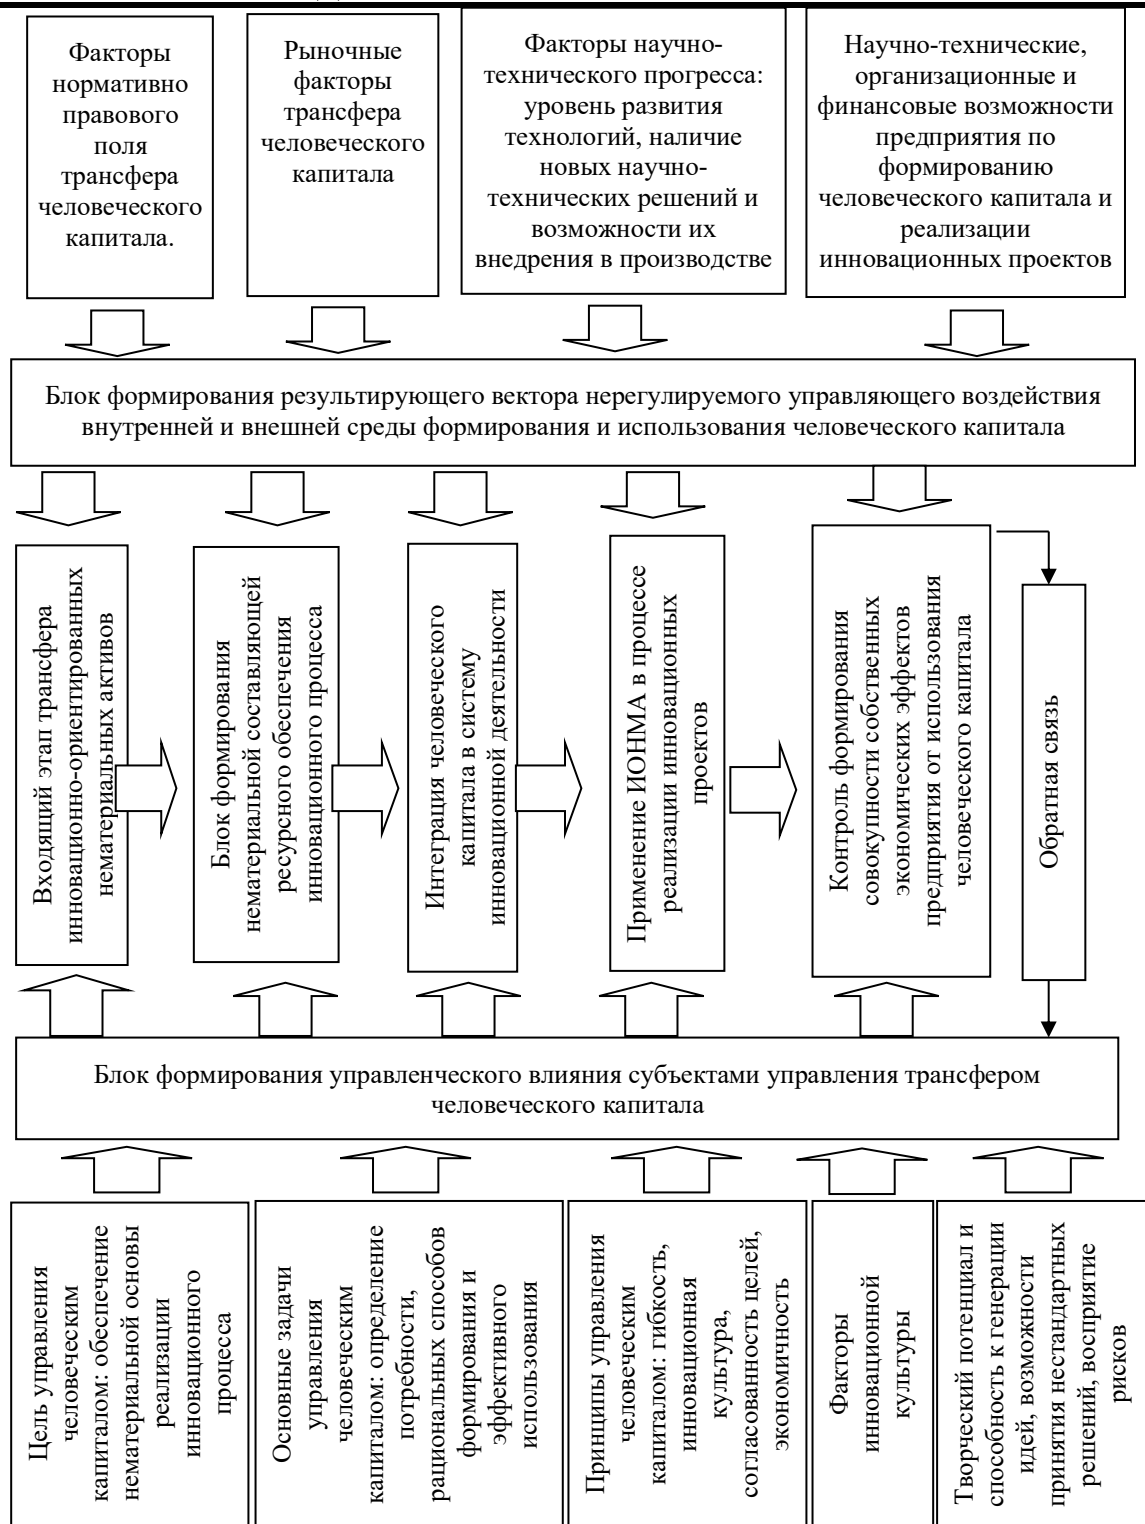 Факторы
нормативно
правового
поля
трансфера
человеческого
капитала.
Рыночные
факторы
трансфера
человеческого
капитала
Факторы научно-
технического прогресса:
уровень развития
технологий, наличие
новых научно-
технических решений и
возможности их
внедрения в производстве
Научно-технические,
организационные и
финансовые возможности
предприятия по
формированию
человеческого капитала и
реализации
инновационных проектов
Блок формирования результирующего вектора нерегулируемого управляющего воздействия
внутренней и внешней среды формирования и использования человеческого капитала
Входящий этап трансфера
инновационно-ориентированных
нематериальных активов
Блок формирования
нематериальной составляющей
ресурсного обеспечения
инновационного процесса
Интеграция человеческого
капитала в систему
инновационной деятельности
Применение ИОНМА в процессе
реализации инновационных
проектов
Контроль формирования
совокупности собственных
экономических эффектов
предприятия от использования
человеческого капитала
Обратная связь
Блок формирования управленческого влияния субъектами управления трансфером
человеческого капитала
Цель управления
человеческим
капиталом: обеспечение
нематериальной основы
реализации
инновационного
процесса
Основные задачи
управления
человеческим
капиталом: определение
потребности,
рациональных способов
формирования и
эффективного
использования
Принципы управления
человеческим
капиталом: гибкость,
инновационная
культура,
согласованность целей,
экономичность
Факторы
инновационной
культуры
Творческий потенциал и
способность к генерации
идей, возможности
принятия нестандартных
решений, восприятие
рисков